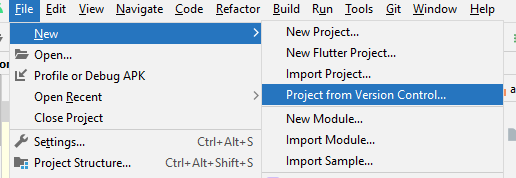 File Edit View Navigate Code Refactor Build Run Tools VCS Window Help
New
Open...
Profile or Debug APK
Open Recent
Close Project
Settings... Ctrl+Alt+S
Project Structure... Ctrl+Alt+Shift+S
New Project...
New Flutter Project...
Import Project...
Project from Version Control...
New Module...
Import Module...
Import Sample...